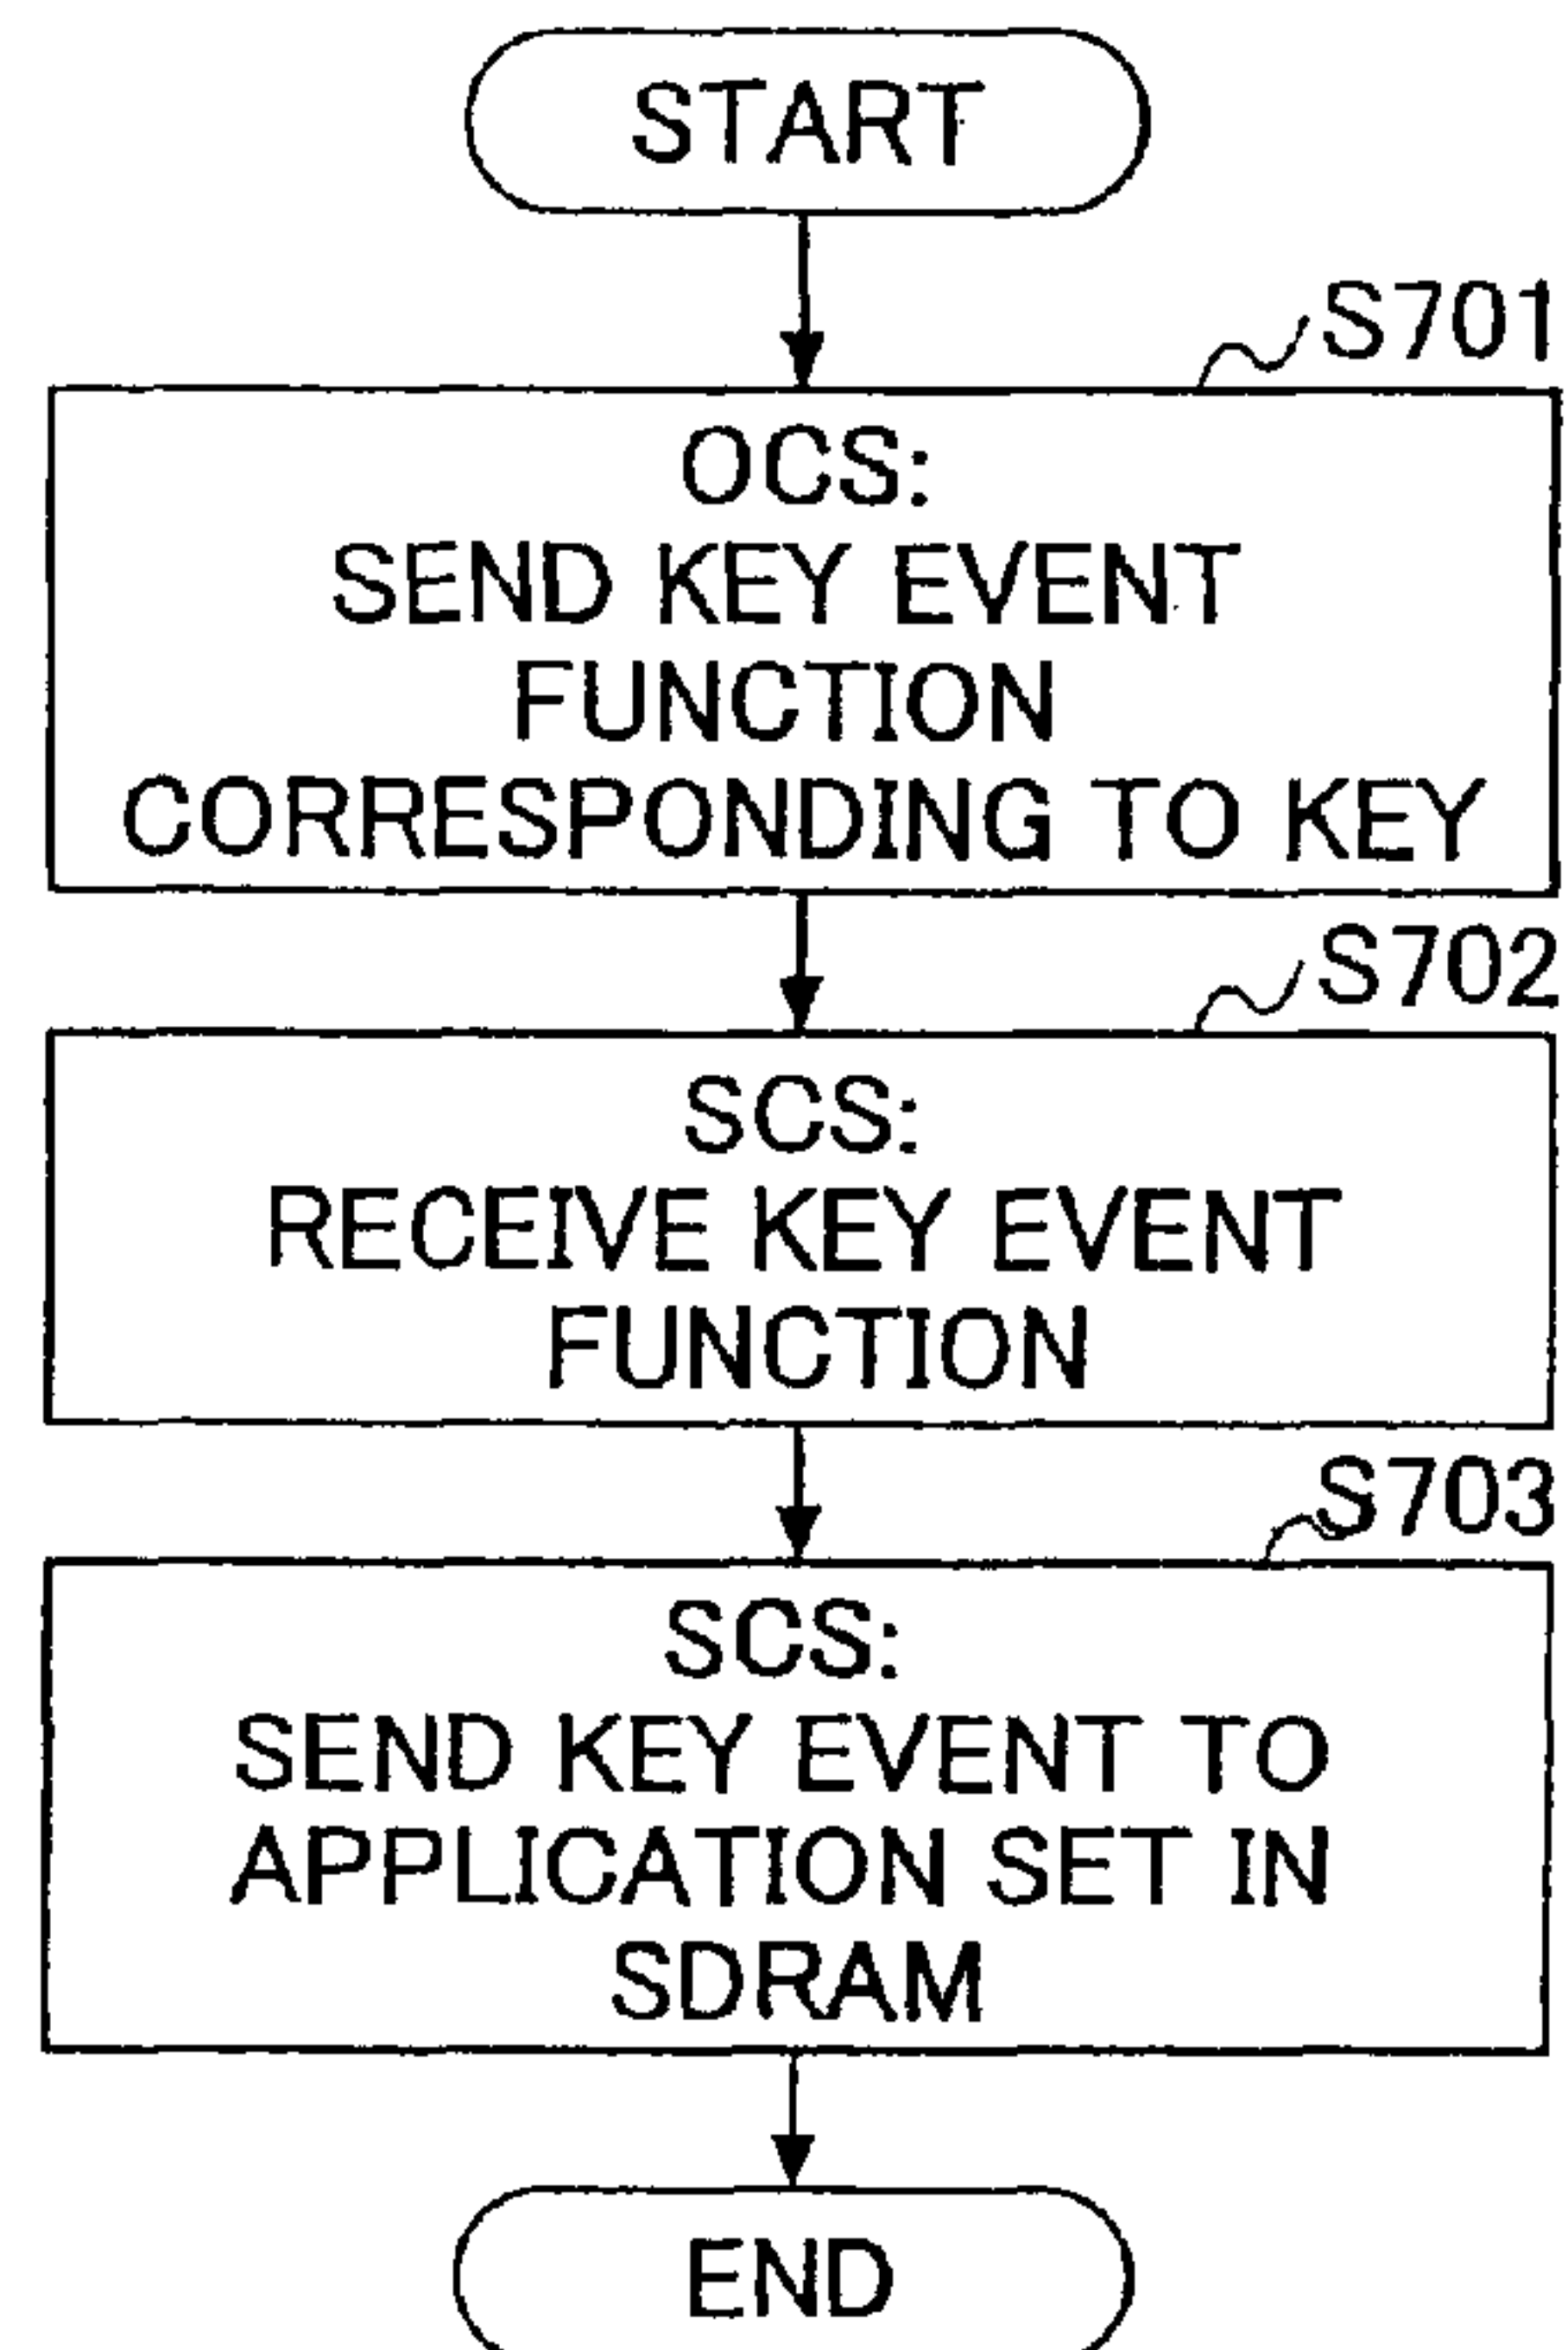 START
S701
OCS:
SEND KEY EVENT
FUNCTION
CORRESPONDING TO KEY
S702
SCS:
RECEIVE KEY EVENT
FUNCTION
S703
SCS:
SEND KEY EVENT TO
APPLICATION SET IN
SDRAM
END